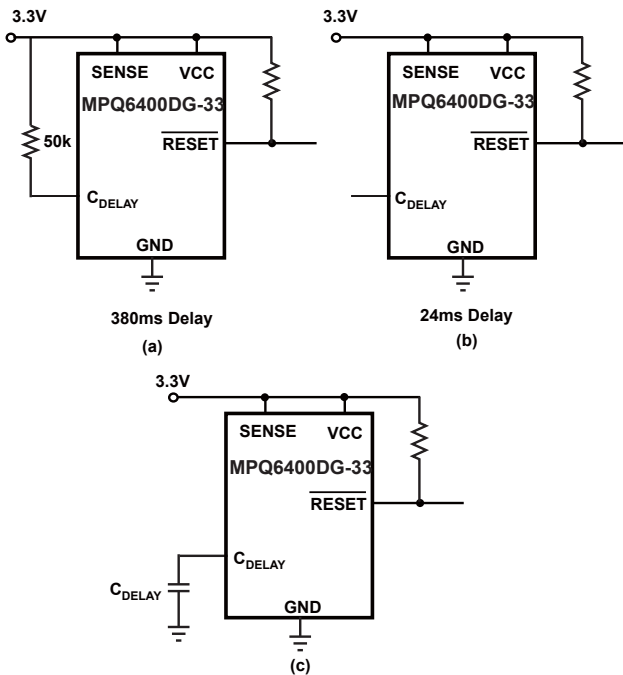 3.3V
SENSE VCC
MPQ6400DG-33
RESET
50k
CDELAY
GND
380ms Delay
(a)
3.3V
SENSE VCC
MPQ6400DG-33
RESET
CDELAY
GND
24ms Delay
(b)
3.3V
SENSE VCC
MPQ6400DG-33
RESET
CDELAY
CDELAY
GND
(c)